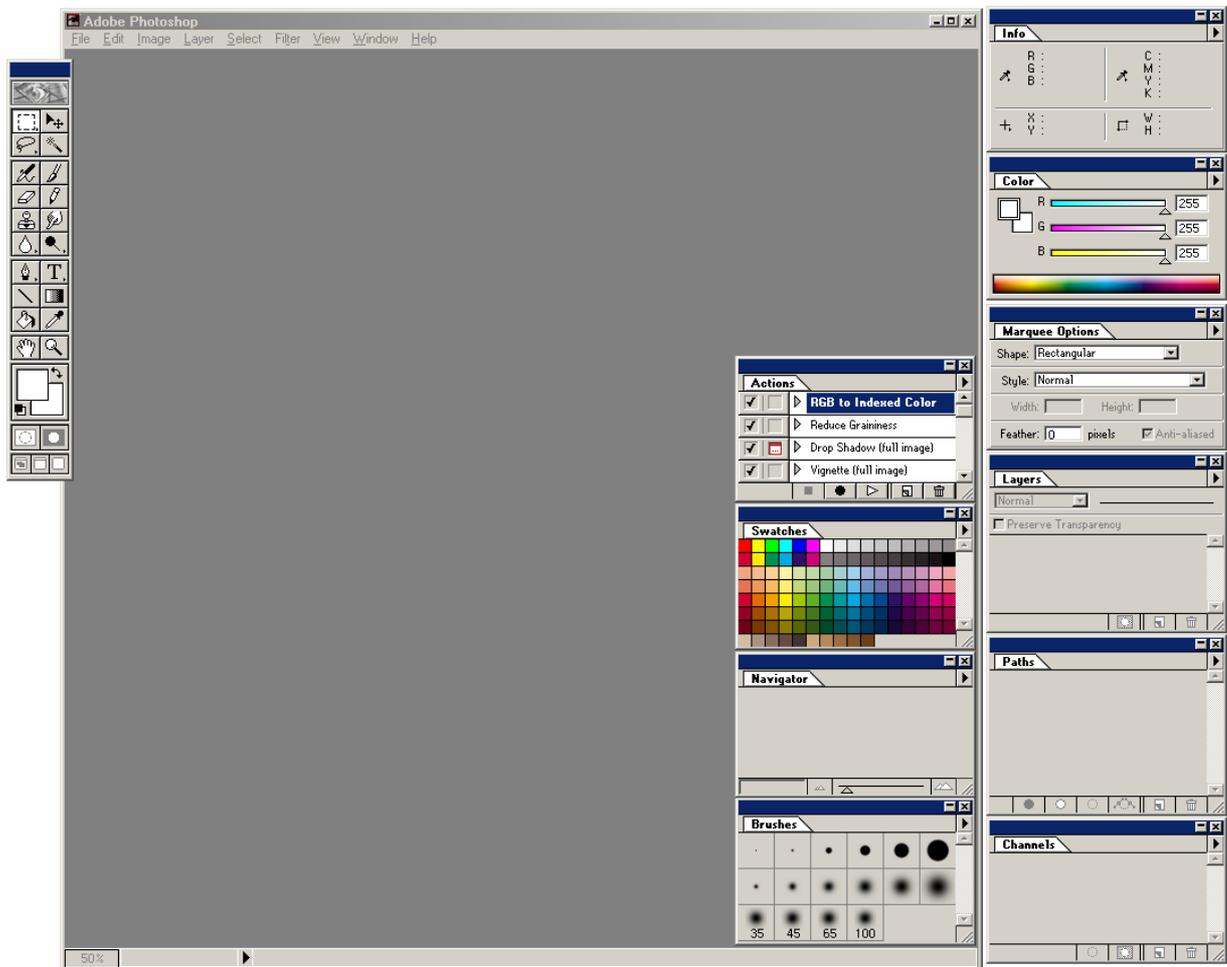 Adobe Photoshop
File Edit Image Layer Select Filter View Window Help
T
50%
Actions
RGB to Indexed Color
Reduce Graininess
Drop Shadow (full image)
Vignette (full image)
Swatches
Navigator
Brushes
35 45 65 100
Info
R :
G :
B :
C :
M :
Y :
K :
X :
Y :
W :
H :
Color
R 255
G 255
B 255
Marquee Options
Shape: Rectangular
Style: Normal
Width: Height:
Feather: 0 pixels Anti-aliased
Layers
Normal
Preserve Transparency
Paths
Channels